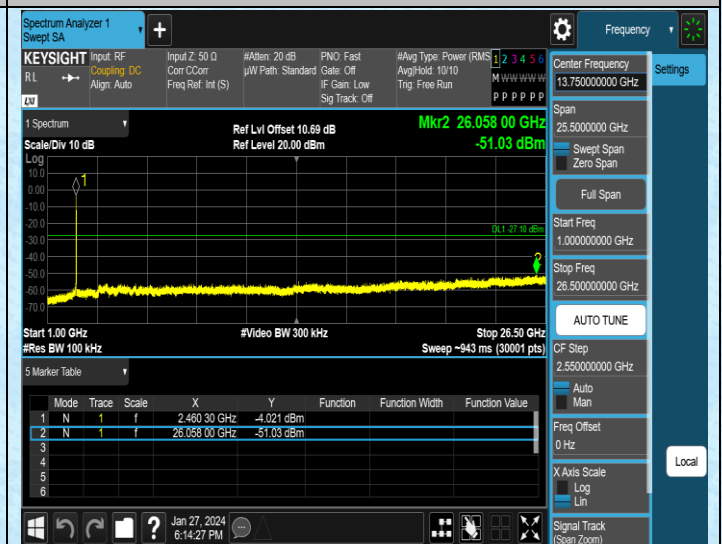 Spectrum Analyzer 1
Swept SA
Frequency
KEYSIGHT
RL
LXI
Input: RF
Coupling: DC
Align: Auto
Input Z: 50 Ω
Corr CCorr
Freq Ref: Int (S)
#Atten: 20 dB
µW Path: Standard
PNO: Fast
Gate: Off
IF Gain: Low
Sig Track: Off
#Avg Type: Power (RMS
Avg|Hold: 10/10
Trig: Free Run
1 2 3 4 5 6
M W W W W W
P P P P P P
Center Frequency
13.750000000 GHz
Settings
1 Spectrum
Scale/Div 10 dB
Log
Ref Lvl Offset 10.69 dB
Ref Level 20.00 dBm
Mkr2 26.058 00 GHz
-51.03 dBm
10.0
0.00
-10.0
-20.0
-30.0
-40.0
-50.0
-60.0
-70.0
1
DL1 -27.10 dBm
2
Start 1.00 GHz
#Res BW 100 kHz
#Video BW 300 kHz
Stop 26.50 GHz
Sweep ~943 ms (30001 pts)
Span
25.5000000 GHz
Swept Span
Zero Span
Full Span
Start Freq
1.000000000 GHz
Stop Freq
26.500000000 GHz
AUTO TUNE
CF Step
2.550000000 GHz
Auto
Man
Freq Offset
0 Hz
X Axis Scale
Log
Lin
Signal Track
(Span Zoom)
Local
5 Marker Table
Mode Trace Scale X Y Function Function Width Function Value
1 N 1 f 2.460 30 GHz -4.021 dBm
2 N 1 f 26.058 00 GHz -51.03 dBm
3
4
5
6
?
Jan 27, 2024
6:14:27 PM